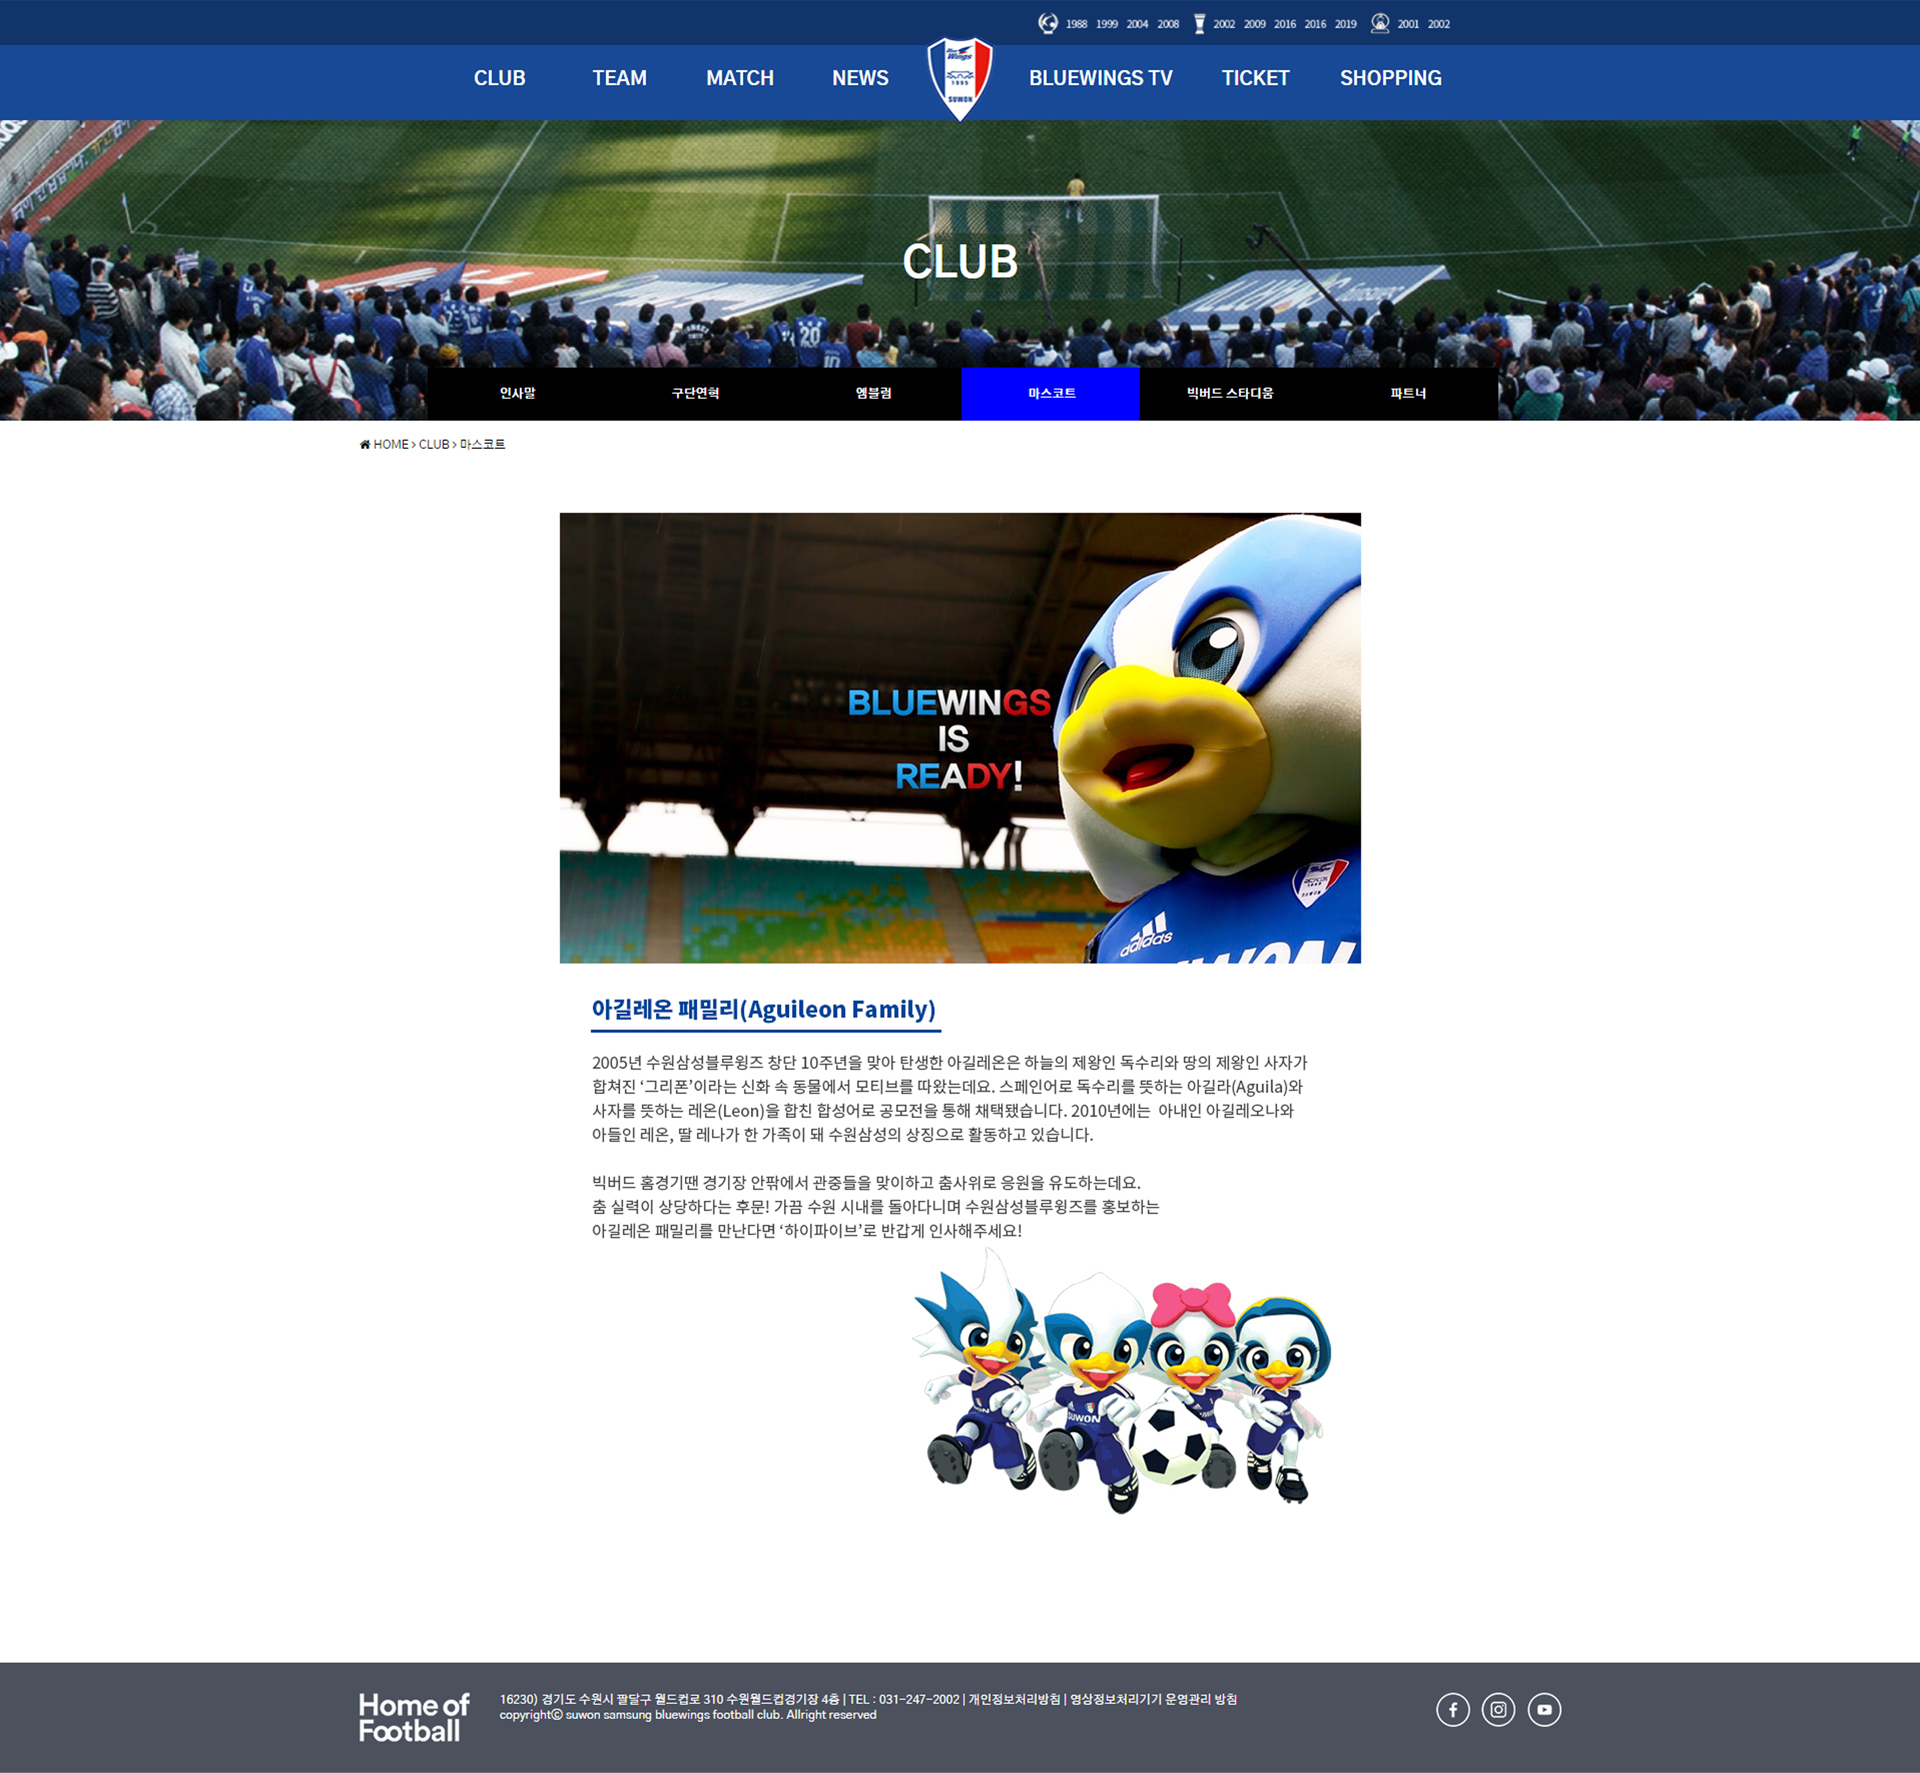 1988 1999 2004 2008 2002 2009 2016 2016 2019 2001 2002
CLUB TEAM MATCH NEWS BLUEWINGS TV TICKET SHOPPING
Blue Wings
1995
SUWON
CLUB
20
10
인사말 구단연혁 엠블럼 마스코트 빅버드 스타디움 파트너
HOME > CLUB > 마스코트
BLUEWINGS
IS
READY!
adidas
SUWON
아길레온 패밀리(Aguileon Family)
2005년 수원삼성블루윙즈 창단 10주년을 맞아 탄생한 아길레온은 하늘의 제왕인 독수리와 땅의 제왕인 사자가
합쳐진 ‘그리폰’이라는 신화 속 동물에서 모티브를 따왔는데요. 스페인어로 독수리를 뜻하는 아길라(Aguila)와
사자를 뜻하는 레온(Leon)을 합친 합성어로 공모전을 통해 채택됐습니다. 2010년에는 아내인 아길레오나와
아들인 레온, 딸 레나가 한 가족이 돼 수원삼성의 상징으로 활동하고 있습니다.
빅버드 홈경기땐 경기장 안팎에서 관중들을 맞이하고 춤사위로 응원을 유도하는데요.
춤 실력이 상당하다는 후문! 가끔 수원 시내를 돌아다니며 수원삼성블루윙즈를 홍보하는
아길레온 패밀리를 만난다면 ‘하이파이브’로 반갑게 인사해주세요!
SUWON
Home of
Football
16230) 경기도 수원시 팔달구 월드컵로 310 수원월드컵경기장 4층 | TEL : 031-247-2002 | 개인정보처리방침 | 영상정보처리기기 운영관리 방침
copyrightⓒ suwon samsung bluewings football club. Allright reserved